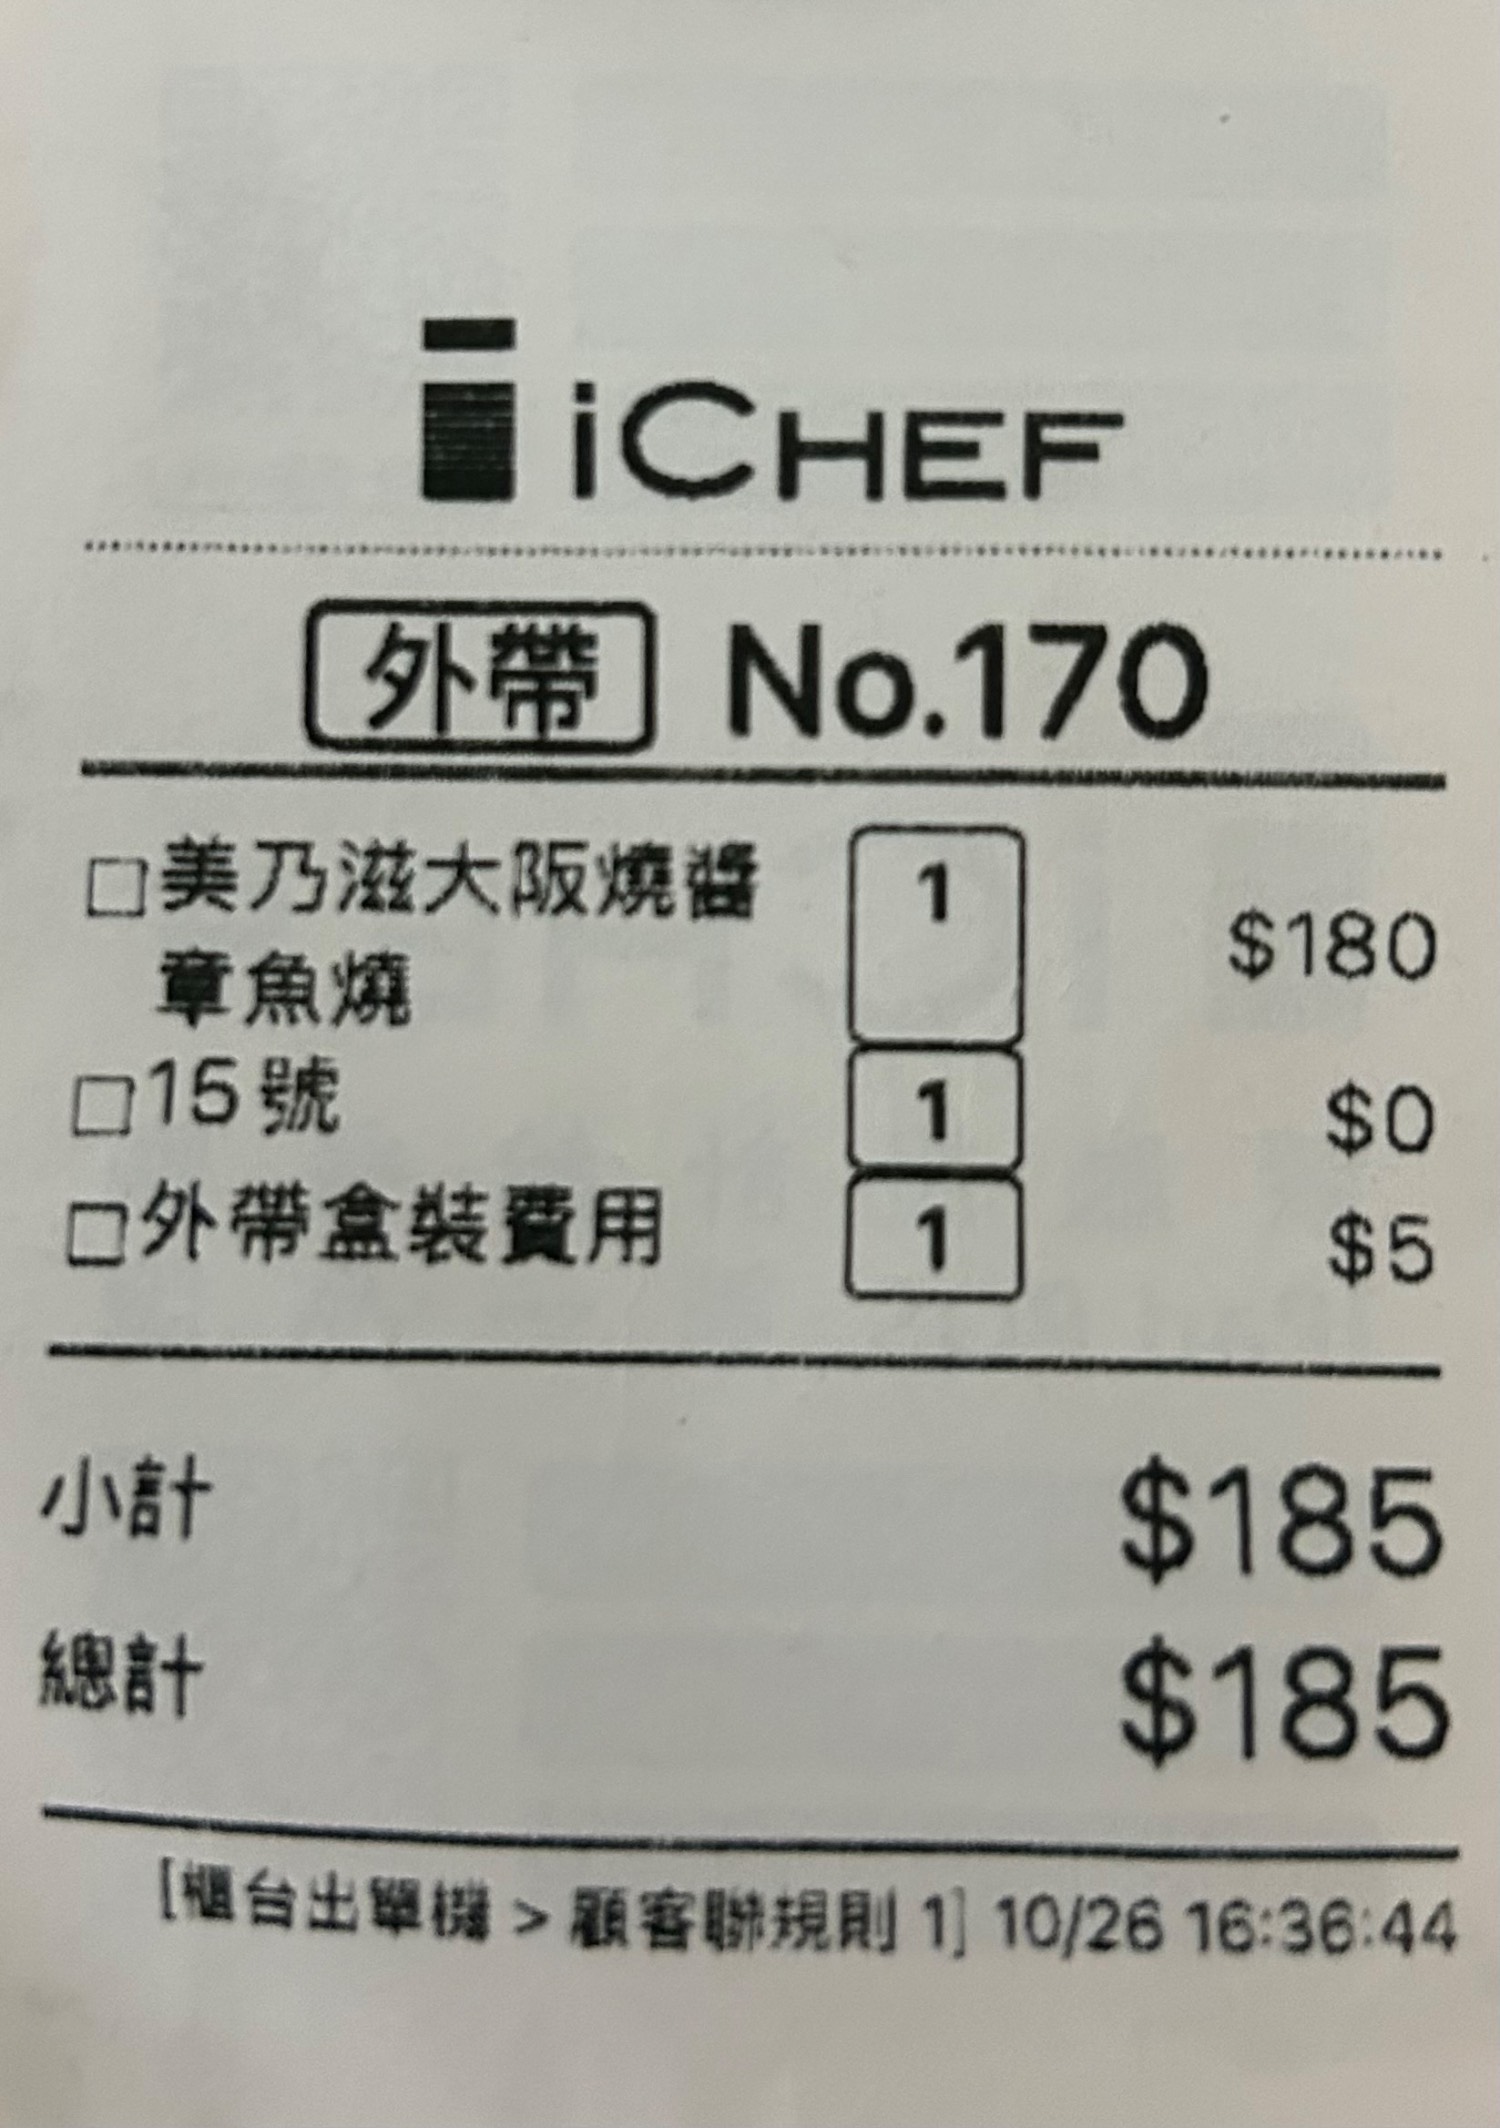 iCHEF
外帶 No.170
□美乃滋大阪燒醬 1 $180
章魚燒
□15號 1 $0
□外帶盒裝費用 1 $5
小計 $185
總計 $185
[櫃台出單機 > 顧客聯規則 1] 10/26 16:36:44